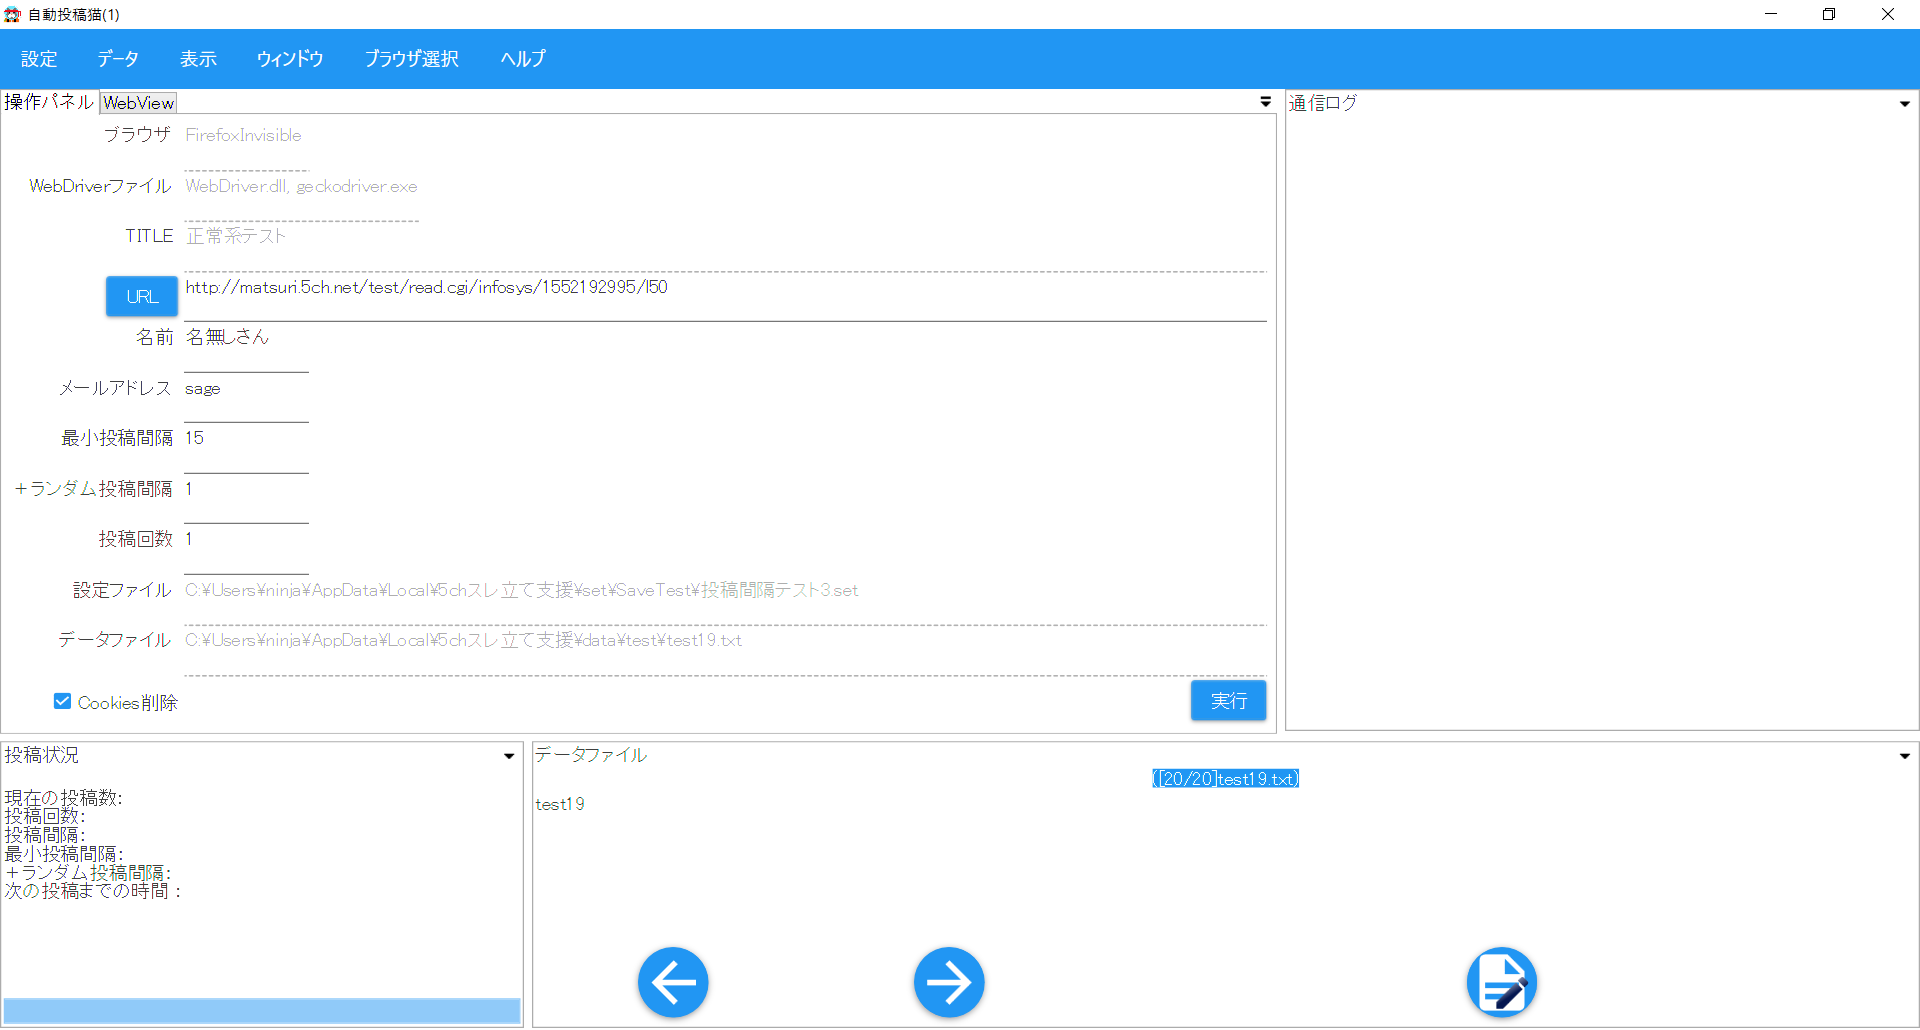 自動投稿猫(1)
設定 データ 表示 ウィンドウ ブラウザ選択 ヘルプ
操作パネル WebView
ブラウザ FirefoxInvisible
WebDriverファイル WebDriver.dll, geckodriver.exe
TITLE 正常系テスト
URL http://matsuri.5ch.net/test/read.cgi/infosys/1552192995/l50
名前 名無しさん
メールアドレス sage
最小投稿間隔 15
+ランダム投稿間隔 1
投稿回数 1
設定ファイル C:¥Users¥ninja¥AppData¥Local¥5chスレ立て支援¥set¥SaveTest¥投稿間隔テスト3.set
データファイル C:¥Users¥ninja¥AppData¥Local¥5chスレ立て支援¥data¥test¥test19.txt
Cookies削除 実行
通信ログ
投稿状況
現在の投稿数:
投稿回数:
投稿間隔:
最小投稿間隔:
+ランダム投稿間隔:
次の投稿までの時間 :
データファイル
([20/20]test19.txt)
test19